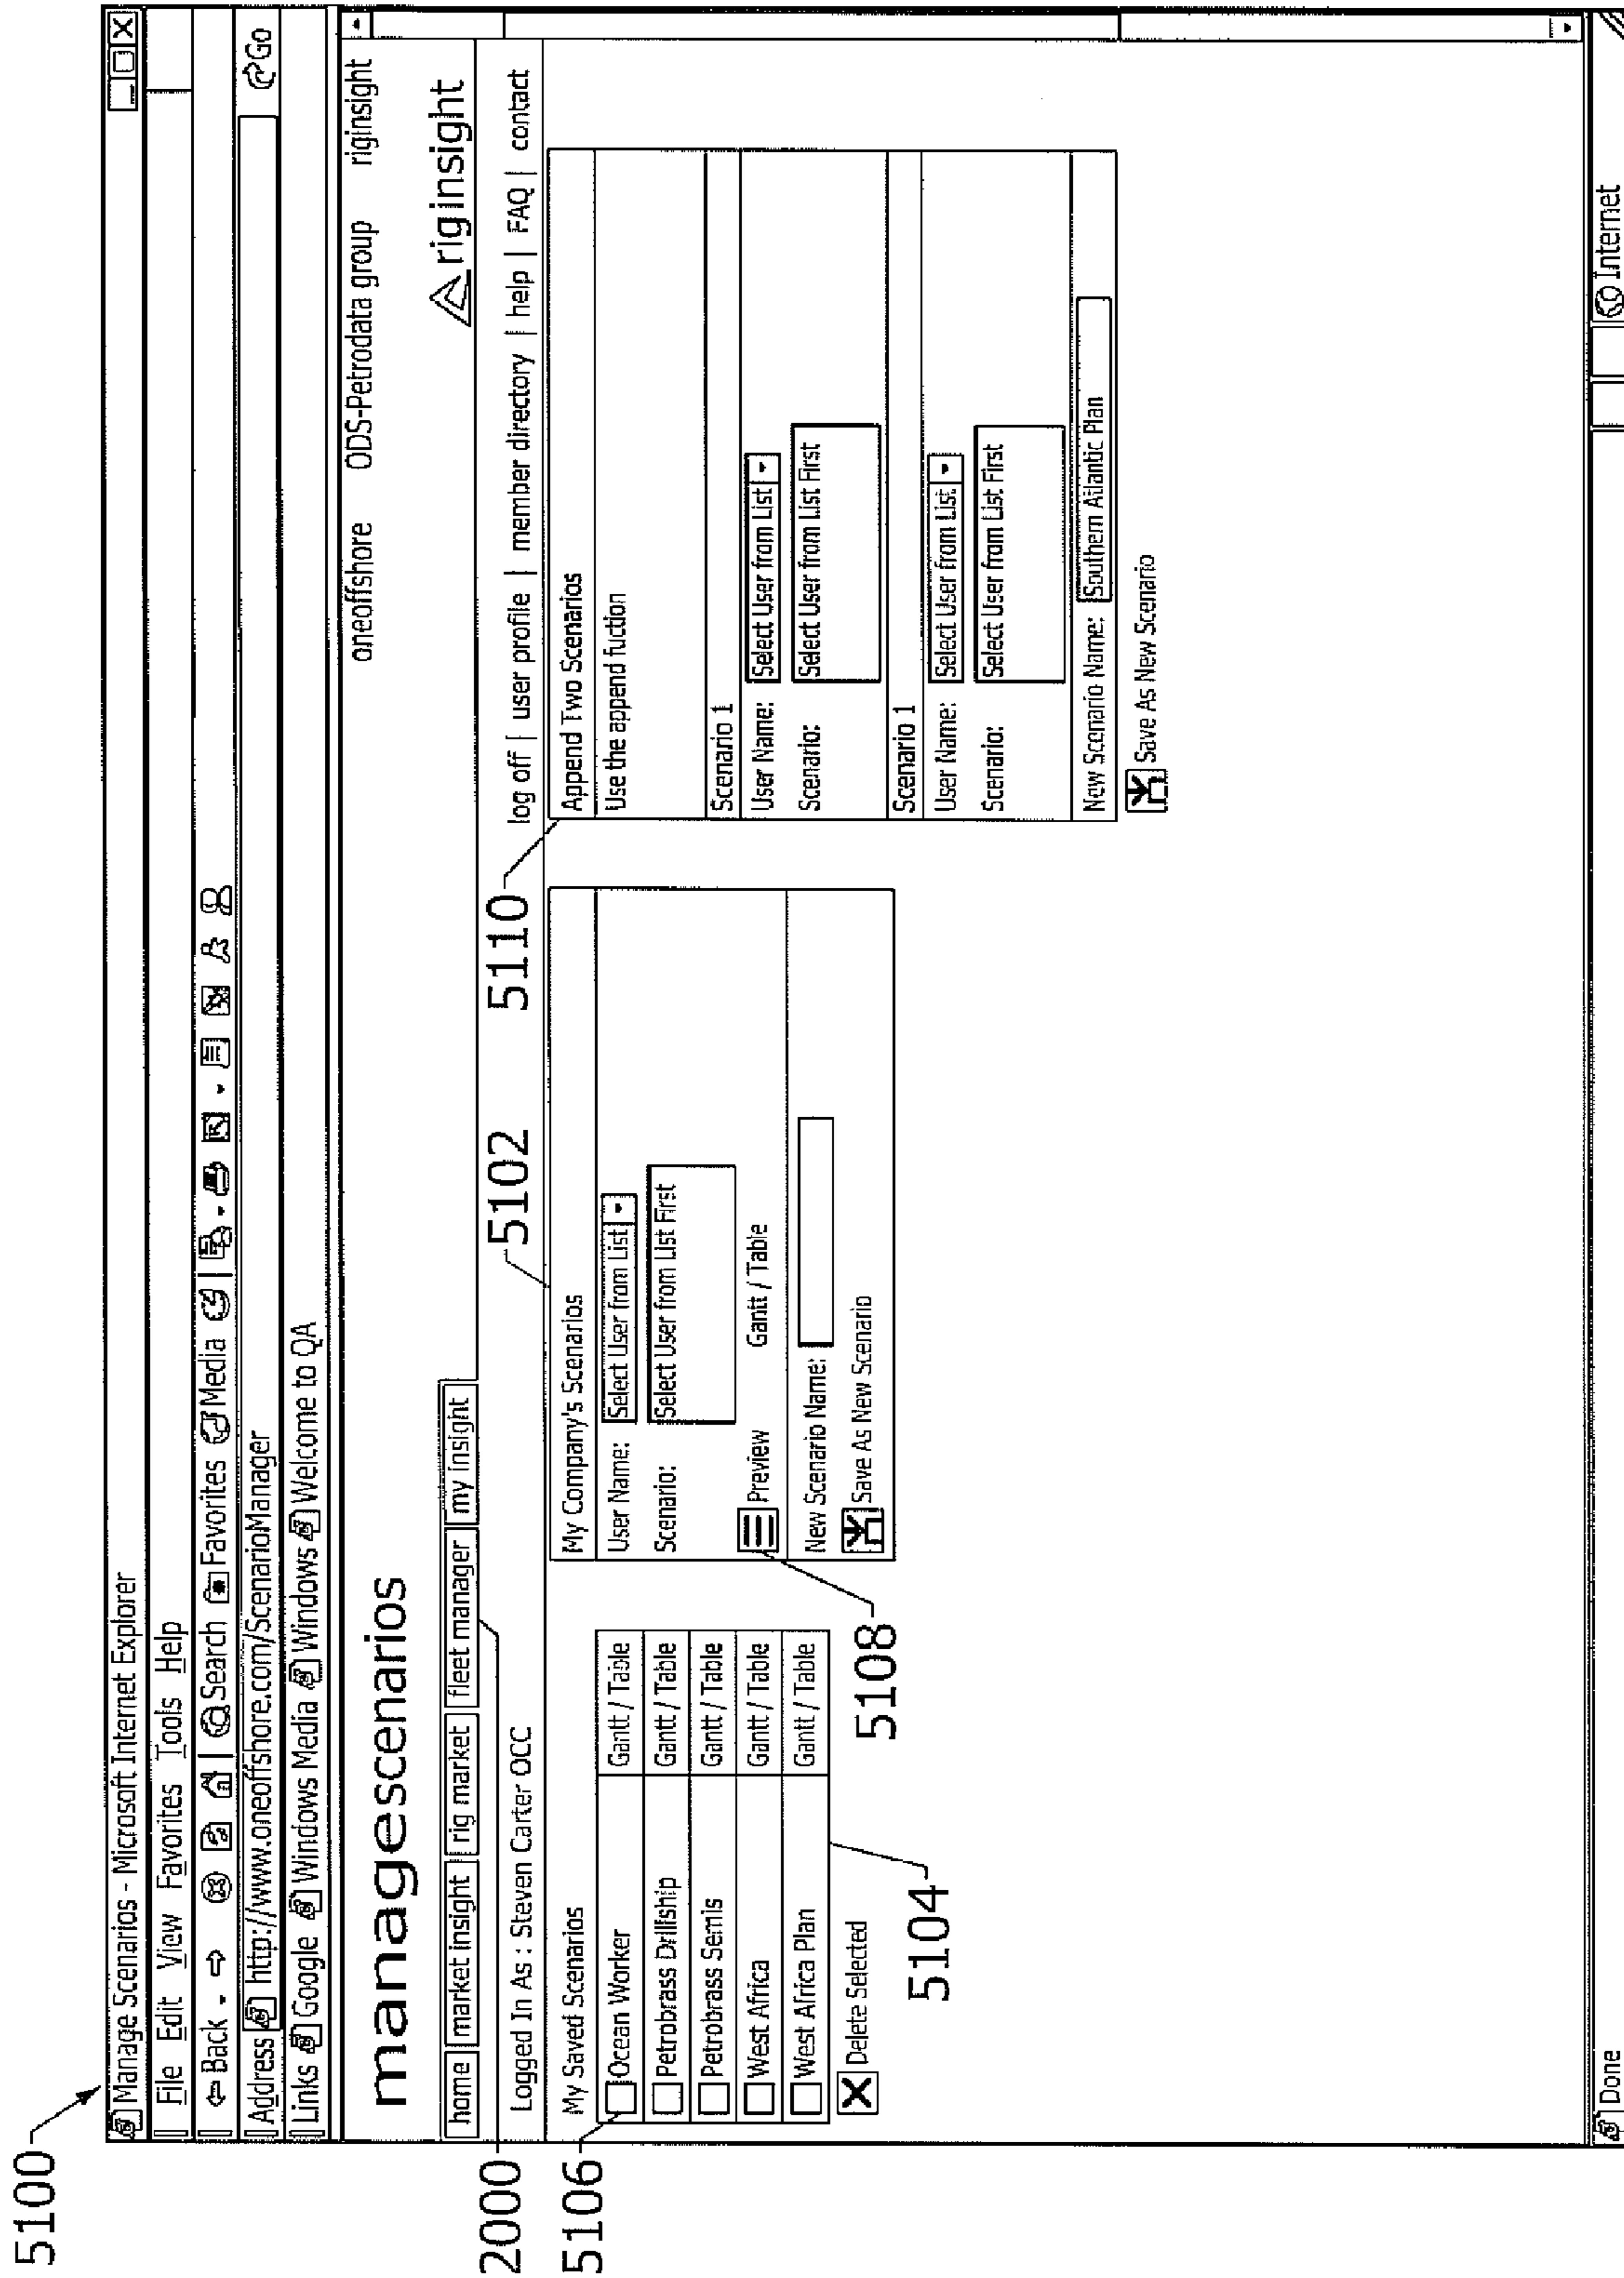 5100
Manage Scenarios - Microsoft Internet Explorer
File Edit View Favorites Tools Help
Back Search Favorites Media
Address http://www.oneoffshore.com/ScenarioManager Go
Links Google Windows Media Windows Welcome to QA
oneoffshore ODS-Petrodata group riginsight
managescenarios
riginsight
home market insight rig market fleet manager my insight
2000
Logged In As : Steven Carter OCC
log off | user profile | member directory | help | FAQ | contact
5102
5110
5106
My Saved Scenarios
Ocean Worker Gantt / Table
Petrobrass Drillship Gantt / Table
Petrobrass Semis Gantt / Table
West Africa Gantt / Table
West Africa Plan Gantt / Table
Delete Selected
5104
5108
My Company's Scenarios
User Name: Select User from List
Scenario: Select User from List First
Preview Gantt / Table
New Scenario Name:
Save As New Scenario
Append Two Scenarios
Use the append fuction
Scenario 1
User Name: Select User from List
Scenario: Select User from List First
Scenario 1
User Name: Select User from List
Scenario: Select User from List First
New Scenario Name: Southern Atlantic Plan
Save As New Scenario
Done Internet